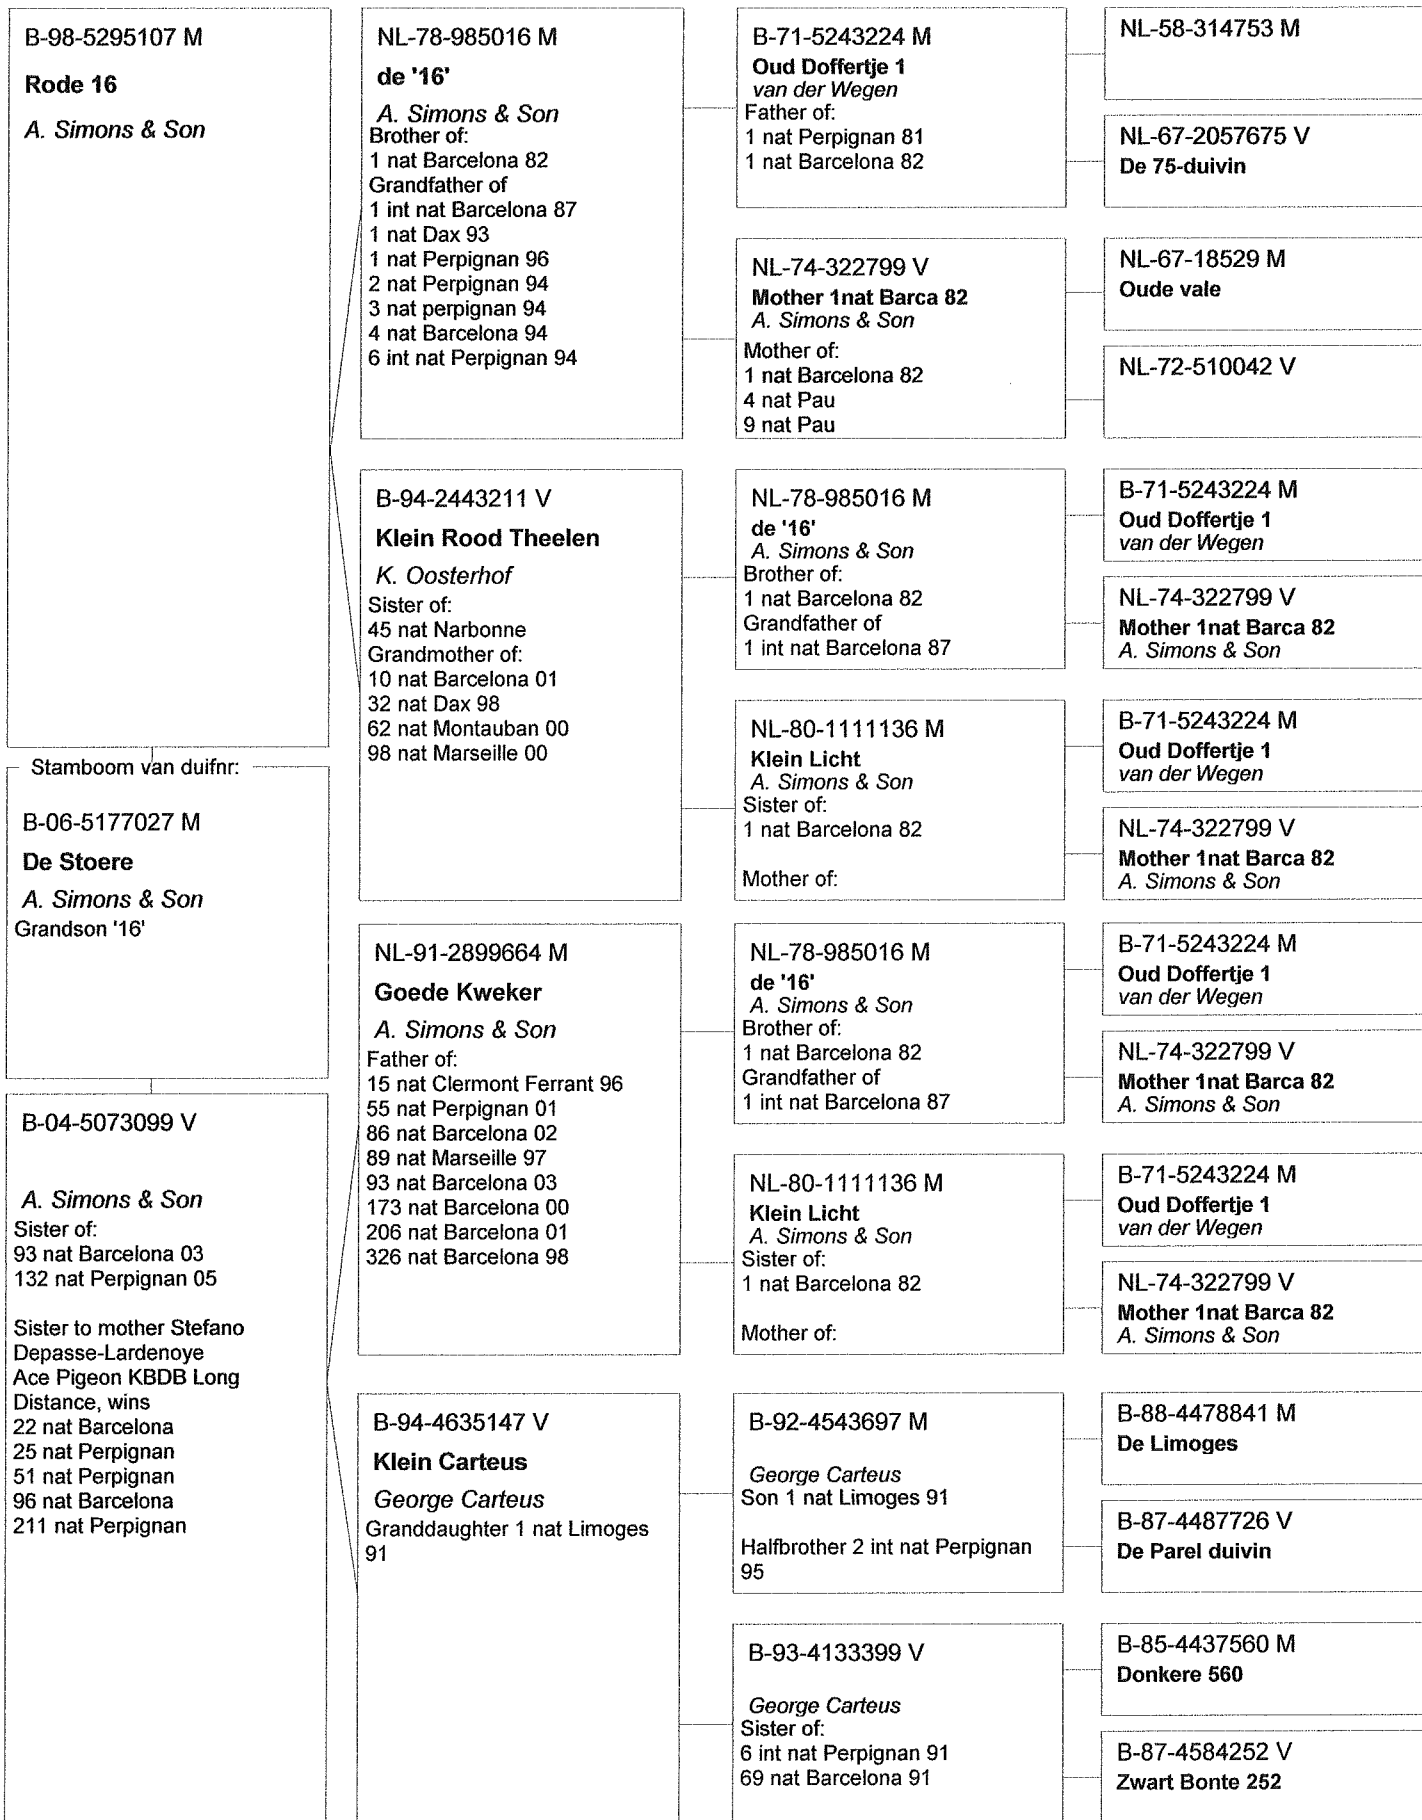 B-98-5295107 M
Rode 16
A. Simons & Son
Stamboom van duifnr:
B-06-5177027 M
De Stoere
A. Simons & Son
Grandson '16'
B-04-5073099 V
A. Simons & Son
Sister of:
93 nat Barcelona 03
132 nat Perpignan 05
Sister to mother Stefano
Depasse-Lardenoye
Ace Pigeon KBDB Long
Distance, wins
22 nat Barcelona
25 nat Perpignan
51 nat Perpignan
96 nat Barcelona
211 nat Perpignan
NL-78-985016 M
de '16'
A. Simons & Son
Brother of:
1 nat Barcelona 82
Grandfather of
1 int nat Barcelona 87
1 nat Dax 93
1 nat Perpignan 96
2 nat Perpignan 94
3 nat perpignan 94
4 nat Barcelona 94
6 int nat Perpignan 94
B-94-2443211 V
Klein Rood Theelen
K. Oosterhof
Sister of:
45 nat Narbonne
Grandmother of:
10 nat Barcelona 01
32 nat Dax 98
62 nat Montauban 00
98 nat Marseille 00
NL-91-2899664 M
Goede Kweker
A. Simons & Son
Father of:
15 nat Clermont Ferrant 96
55 nat Perpignan 01
86 nat Barcelona 02
89 nat Marseille 97
93 nat Barcelona 03
173 nat Barcelona 00
206 nat Barcelona 01
326 nat Barcelona 98
B-94-4635147 V
Klein Carteus
George Carteus
Granddaughter 1 nat Limoges
91
B-71-5243224 M
Oud Doffertje 1
van der Wegen
Father of:
1 nat Perpignan 81
1 nat Barcelona 82
NL-74-322799 V
Mother 1nat Barca 82
A. Simons & Son
Mother of:
1 nat Barcelona 82
4 nat Pau
9 nat Pau
NL-78-985016 M
de '16'
A. Simons & Son
Brother of:
1 nat Barcelona 82
Grandfather of
1 int nat Barcelona 87
NL-80-1111136 M
Klein Licht
A. Simons & Son
Sister of:
1 nat Barcelona 82
Mother of:
NL-78-985016 M
de '16'
A. Simons & Son
Brother of:
1 nat Barcelona 82
Grandfather of
1 int nat Barcelona 87
NL-80-1111136 M
Klein Licht
A. Simons & Son
Sister of:
1 nat Barcelona 82
Mother of:
B-92-4543697 M
George Carteus
Son 1 nat Limoges 91
Halfbrother 2 int nat Perpignan
95
B-93-4133399 V
George Carteus
Sister of:
6 int nat Perpignan 91
69 nat Barcelona 91
NL-58-314753 M
NL-67-2057675 V
De 75-duivin
NL-67-18529 M
Oude vale
NL-72-510042 V
B-71-5243224 M
Oud Doffertje 1
van der Wegen
NL-74-322799 V
Mother 1nat Barca 82
A. Simons & Son
B-71-5243224 M
Oud Doffertje 1
van der Wegen
NL-74-322799 V
Mother 1nat Barca 82
A. Simons & Son
B-71-5243224 M
Oud Doffertje 1
van der Wegen
NL-74-322799 V
Mother 1nat Barca 82
A. Simons & Son
B-71-5243224 M
Oud Doffertje 1
van der Wegen
NL-74-322799 V
Mother 1nat Barca 82
A. Simons & Son
B-88-4478841 M
De Limoges
B-87-4487726 V
De Parel duivin
B-85-4437560 M
Donkere 560
B-87-4584252 V
Zwart Bonte 252